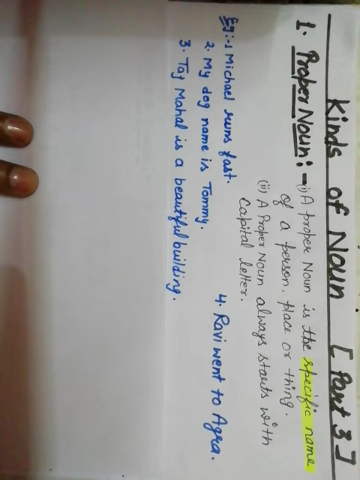 Kinds of Noun [Part 3]
1. Proper Noun:- (i) A proper Noun is the specific name
of a person. place or thing.
(ii) A Proper Noun always starts with
Capital letter.
Eg:-1 Michael runs fast.
2. My dog name is Tommy.
3. Taj Mahal is a beautiful building.
4. Ravi went to Agra.